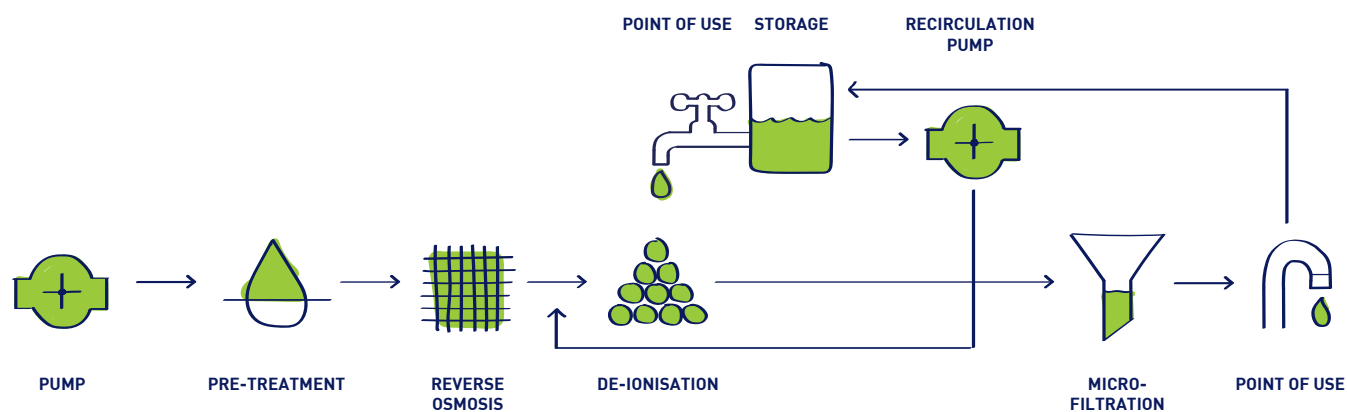 POINT OF USE
STORAGE
RECIRCULATION
PUMP
PUMP
PRE-TREATMENT
REVERSE
OSMOSIS
DE-IONISATION
MICRO-
FILTRATION
POINT OF USE